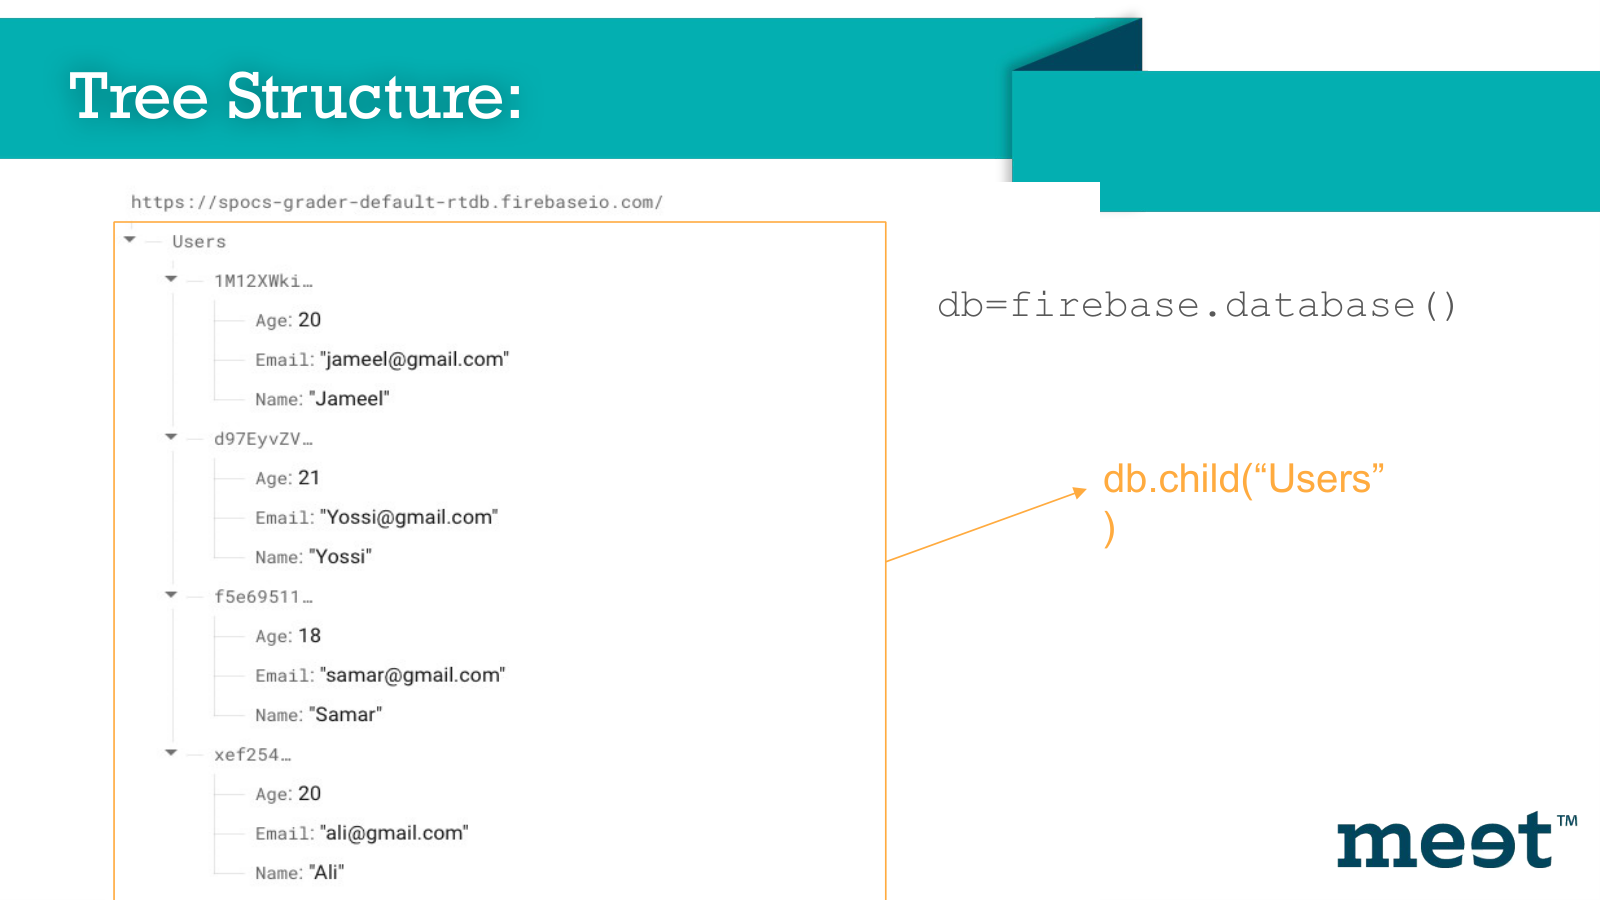 Tree Structure:
https://spocs-grader-default-rtdb.firebaseio.com/
Users
1M12XWki…
Age: 20
Email: "jameel@gmail.com"
Name: "Jameel"
d97EyvZV…
Age: 21
Email: "Yossi@gmail.com"
Name: "Yossi"
f5e69511…
Age: 18
Email: "samar@gmail.com"
Name: "Samar"
xef254…
Age: 20
Email: "ali@gmail.com"
Name: "Ali"
db=firebase.database()
db.child(“Users”
)
meet™